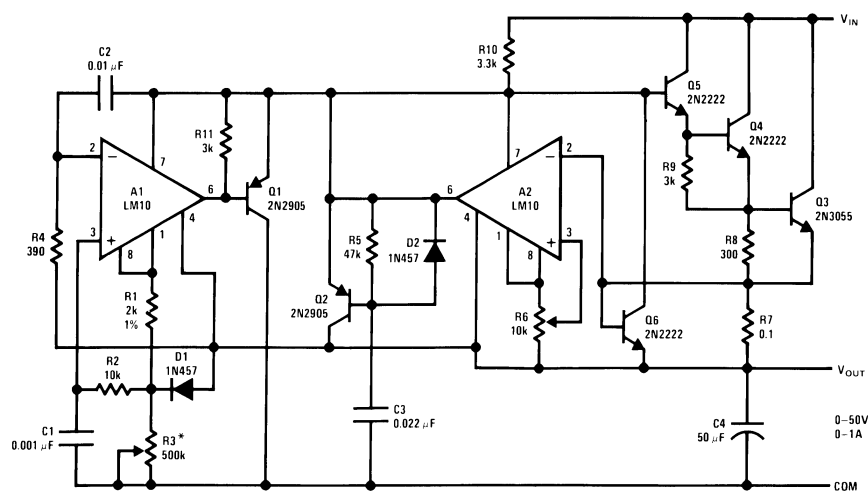 V_IN
C2
0.01 μF
R10
3.3k
Q5
2N2222
Q4
2N2222
R11
3k
2
−
7
A1
LM10
6
4
3
+
8
1
Q1
2N2905
7
−
2
A2
LM10
6
4
1
8
+
3
R9
3k
Q3
2N3055
R4
390
R5
47k
D2
1N457
R8
300
R1
2k
1%
Q2
2N2905
R6
10k
Q6
2N2222
R7
0.1
R2
10k
D1
1N457
V_OUT
C1
0.001 μF
R3*
500k
C3
0.022 μF
C4
50 μF
0–50V
0–1A
COM